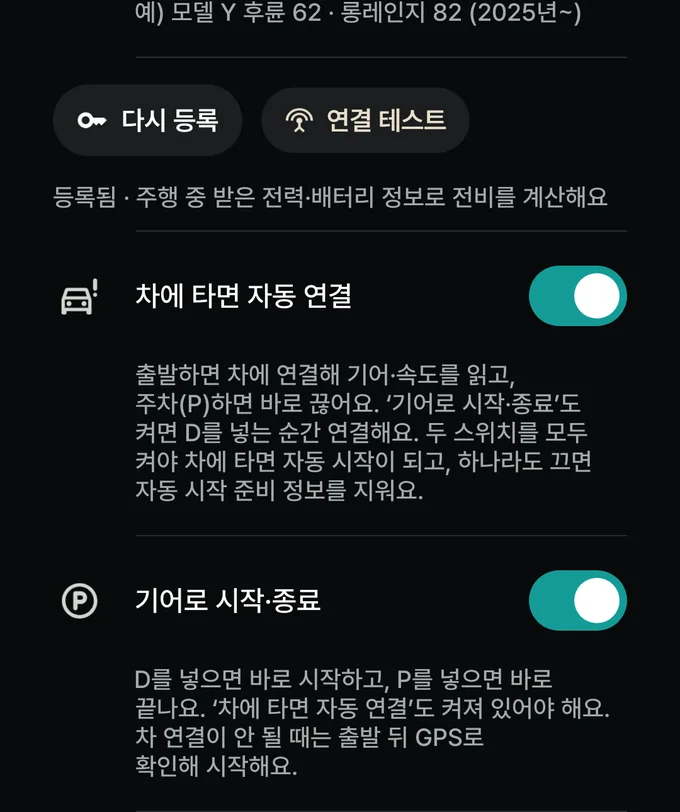 예) 모델 Y 후륜 62 · 롱레인지 82 (2025년~)
다시 등록
연결 테스트
등록됨 · 주행 중 받은 전력·배터리 정보로 전비를 계산해요
차에 타면 자동 연결
출발하면 차에 연결해 기어·속도를 읽고,
주차(P)하면 바로 끊어요. ‘기어로 시작·종료’도
켜면 D를 넣는 순간 연결해요. 두 스위치를 모두
켜야 차에 타면 자동 시작이 되고, 하나라도 끄면
자동 시작 준비 정보를 지워요.
기어로 시작·종료
D를 넣으면 바로 시작하고, P를 넣으면 바로
끝나요. ‘차에 타면 자동 연결’도 켜져 있어야 해요.
차 연결이 안 될 때는 출발 뒤 GPS로
확인해 시작해요.